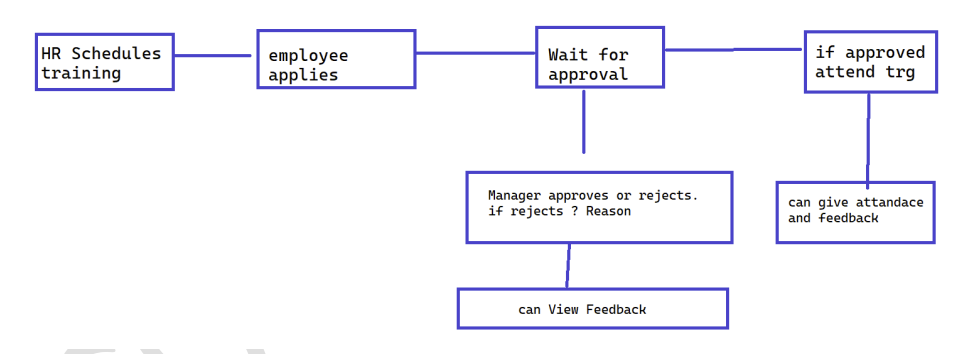 HR Schedules
training
employee
applies
Wait for
approval
if approved
attend trg
Manager approves or rejects.
if rejects ? Reason
can give attandace
and feedback
can View Feedback